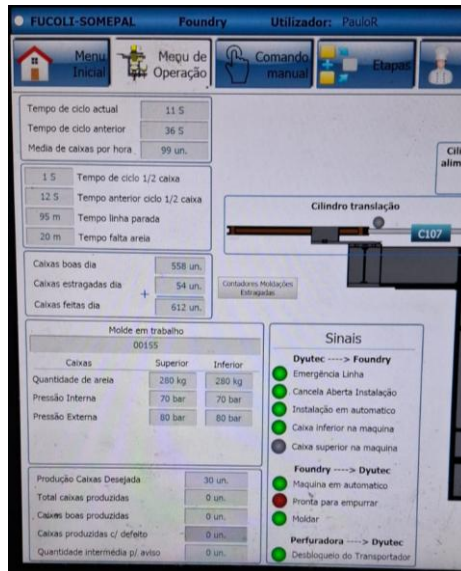 FUCOLI-SOMEPAL Foundry Utilizador: PauloR
Menu Inicial
Meņu de Operação
Comando manual
Etapas
Tempo de ciclo actual 11 S
Tempo de ciclo anterior 36 S
Media de caixas por hora 99 un.
1 S Tempo de ciclo 1/2 caixa
12 S Tempo anterior ciclo 1/2 caixa
95 m Tempo linha parada
20 m Tempo falta areia
Caixas boas dia 558 un.
Caixas estragadas dia + 54 un.
Caixas feitas dia 612 un.
Contadores Moldações
Estragadas
Cili
alim
Cilindro translação
C107
Molde em trabalho
00155
Caixas Superior Inferior
Quantidade de areia 280 kg 280 kg
Pressão Interna 70 bar 70 bar
Pressão Externa 80 bar 80 bar
Produção Caixas Desejada 30 un.
Total caixas produzidas 0 un.
Caixas boas produzidas 0 un.
Caixas produzidas c/ defeito 0 un.
Quantidade intermédia p/ aviso 0 un.
Sinais
Dyutec ----> Foundry
Emergência Linha
Cancela Aberta Instalação
Instalação em automatico
Caixa inferior na maquina
Caixa superior na maquina
Foundry ----> Dyutec
Maquina em automatico
Pronta para empurrar
Moldar
Perfuradora ----> Dyutec
Desbloqueio do Transportador